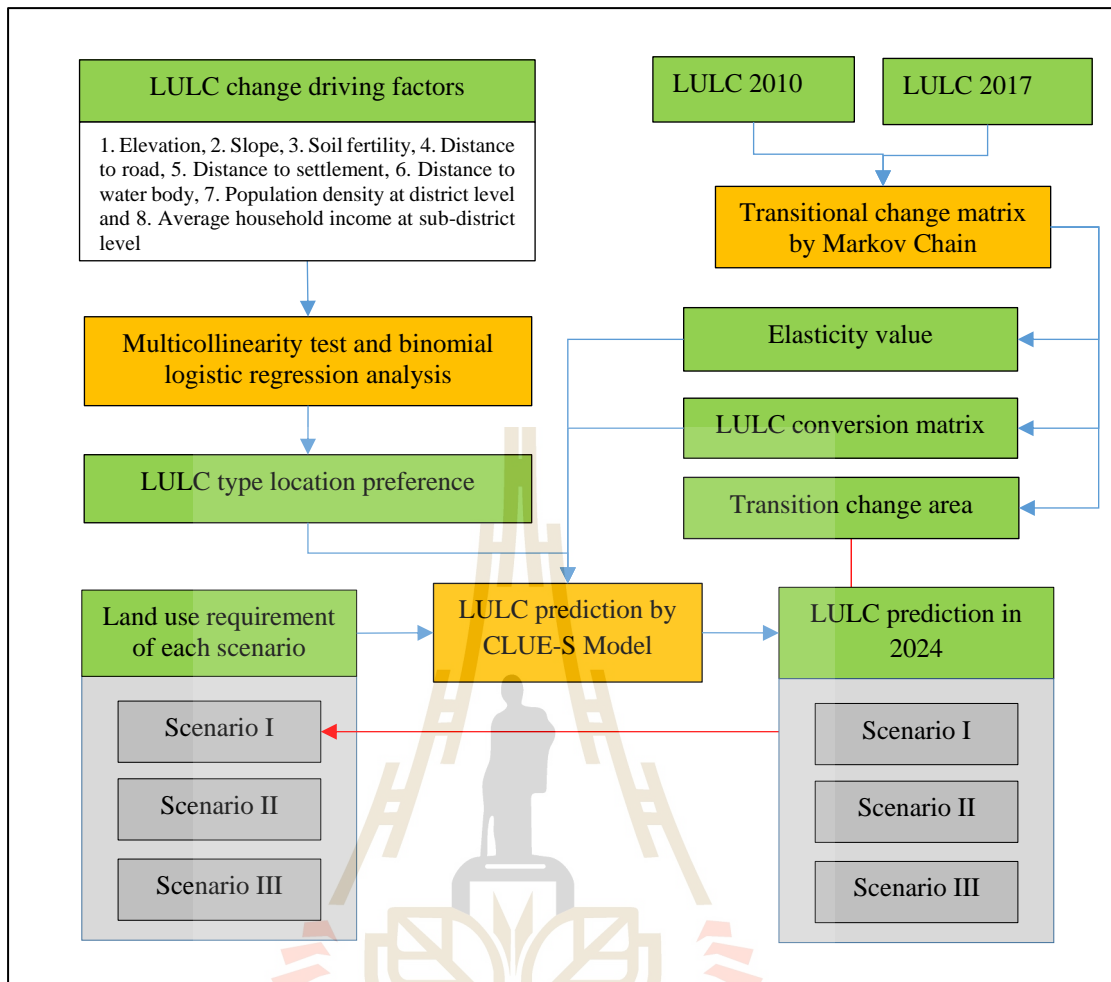 LULC change driving factors
1. Elevation, 2. Slope, 3. Soil fertility, 4. Distance
to road, 5. Distance to settlement, 6. Distance to
water body, 7. Population density at district level
and 8. Average household income at sub-district
level
LULC 2010
LULC 2017
Transitional change matrix
by Markov Chain
Multicollinearity test and binomial
logistic regression analysis
Elasticity value
LULC conversion matrix
LULC type location preference
Transition change area
Land use requirement
of each scenario
Scenario I
Scenario II
Scenario III
LULC prediction by
CLUE-S Model
LULC prediction in
2024
Scenario I
Scenario II
Scenario III